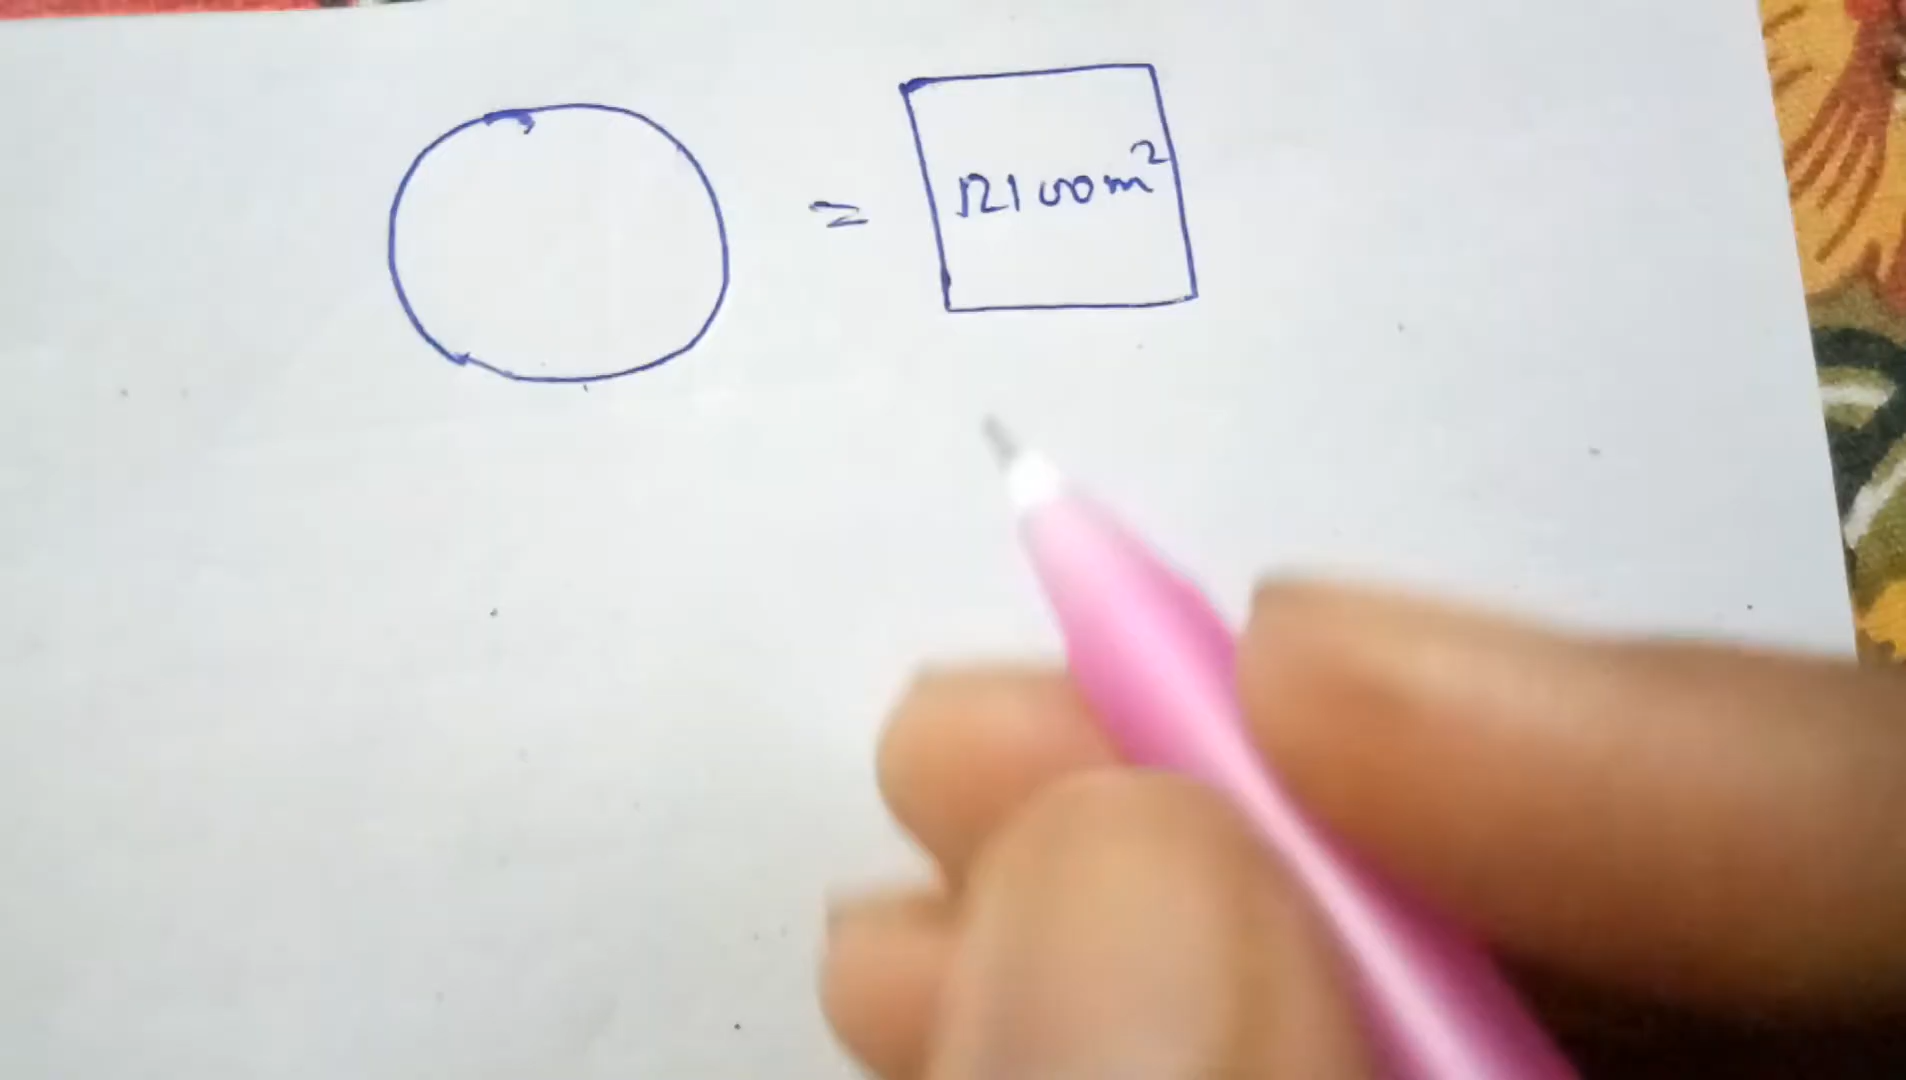 = 12100m²